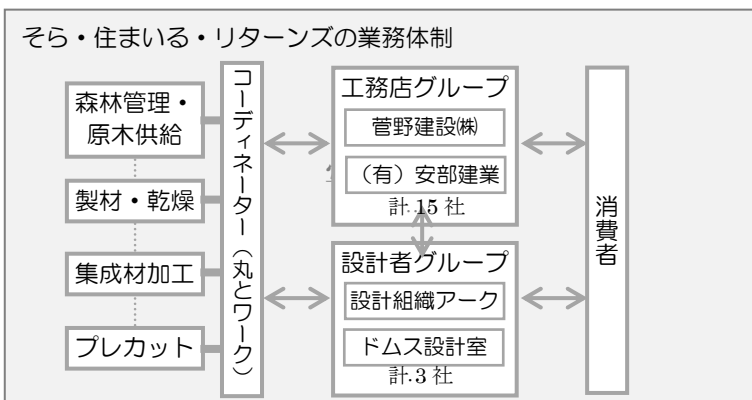 そら・住まいる・リターンズの業務体制
森林管理・
原木供給
製材・乾燥
集成材加工
プレカット
コーディネーター（丸とワーク）
工務店グループ
菅野建設㈱
（有）安部建業
計.15 社
設計者グループ
設計組織アーク
ドムス設計室
計.3 社
消費者